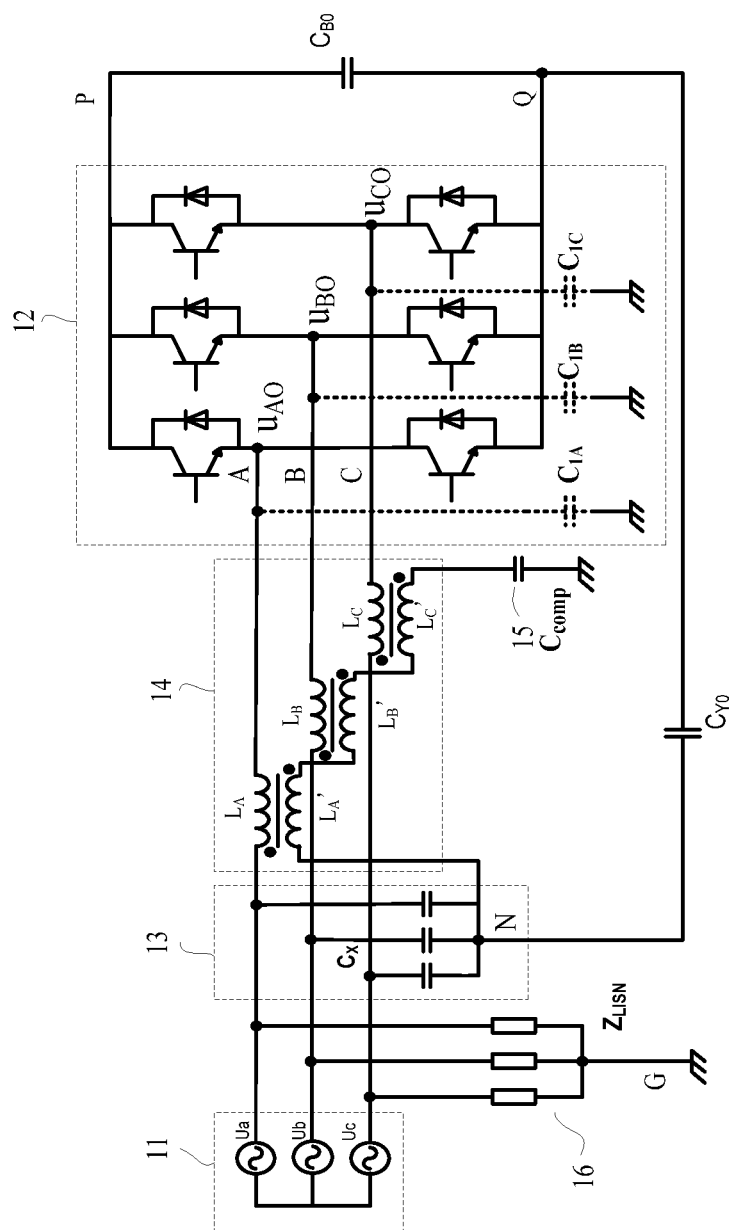 11
Ua
Ub
Uc
16
G
Z_LISN
13
C_X
N
14
L_A
L_A'
L_B
L_B'
L_C
L_C'
15
C_comp
C_Y0
12
A
B
C
u_AO
u_BO
u_CO
C_1A
C_1B
C_1C
P
Q
C_B0